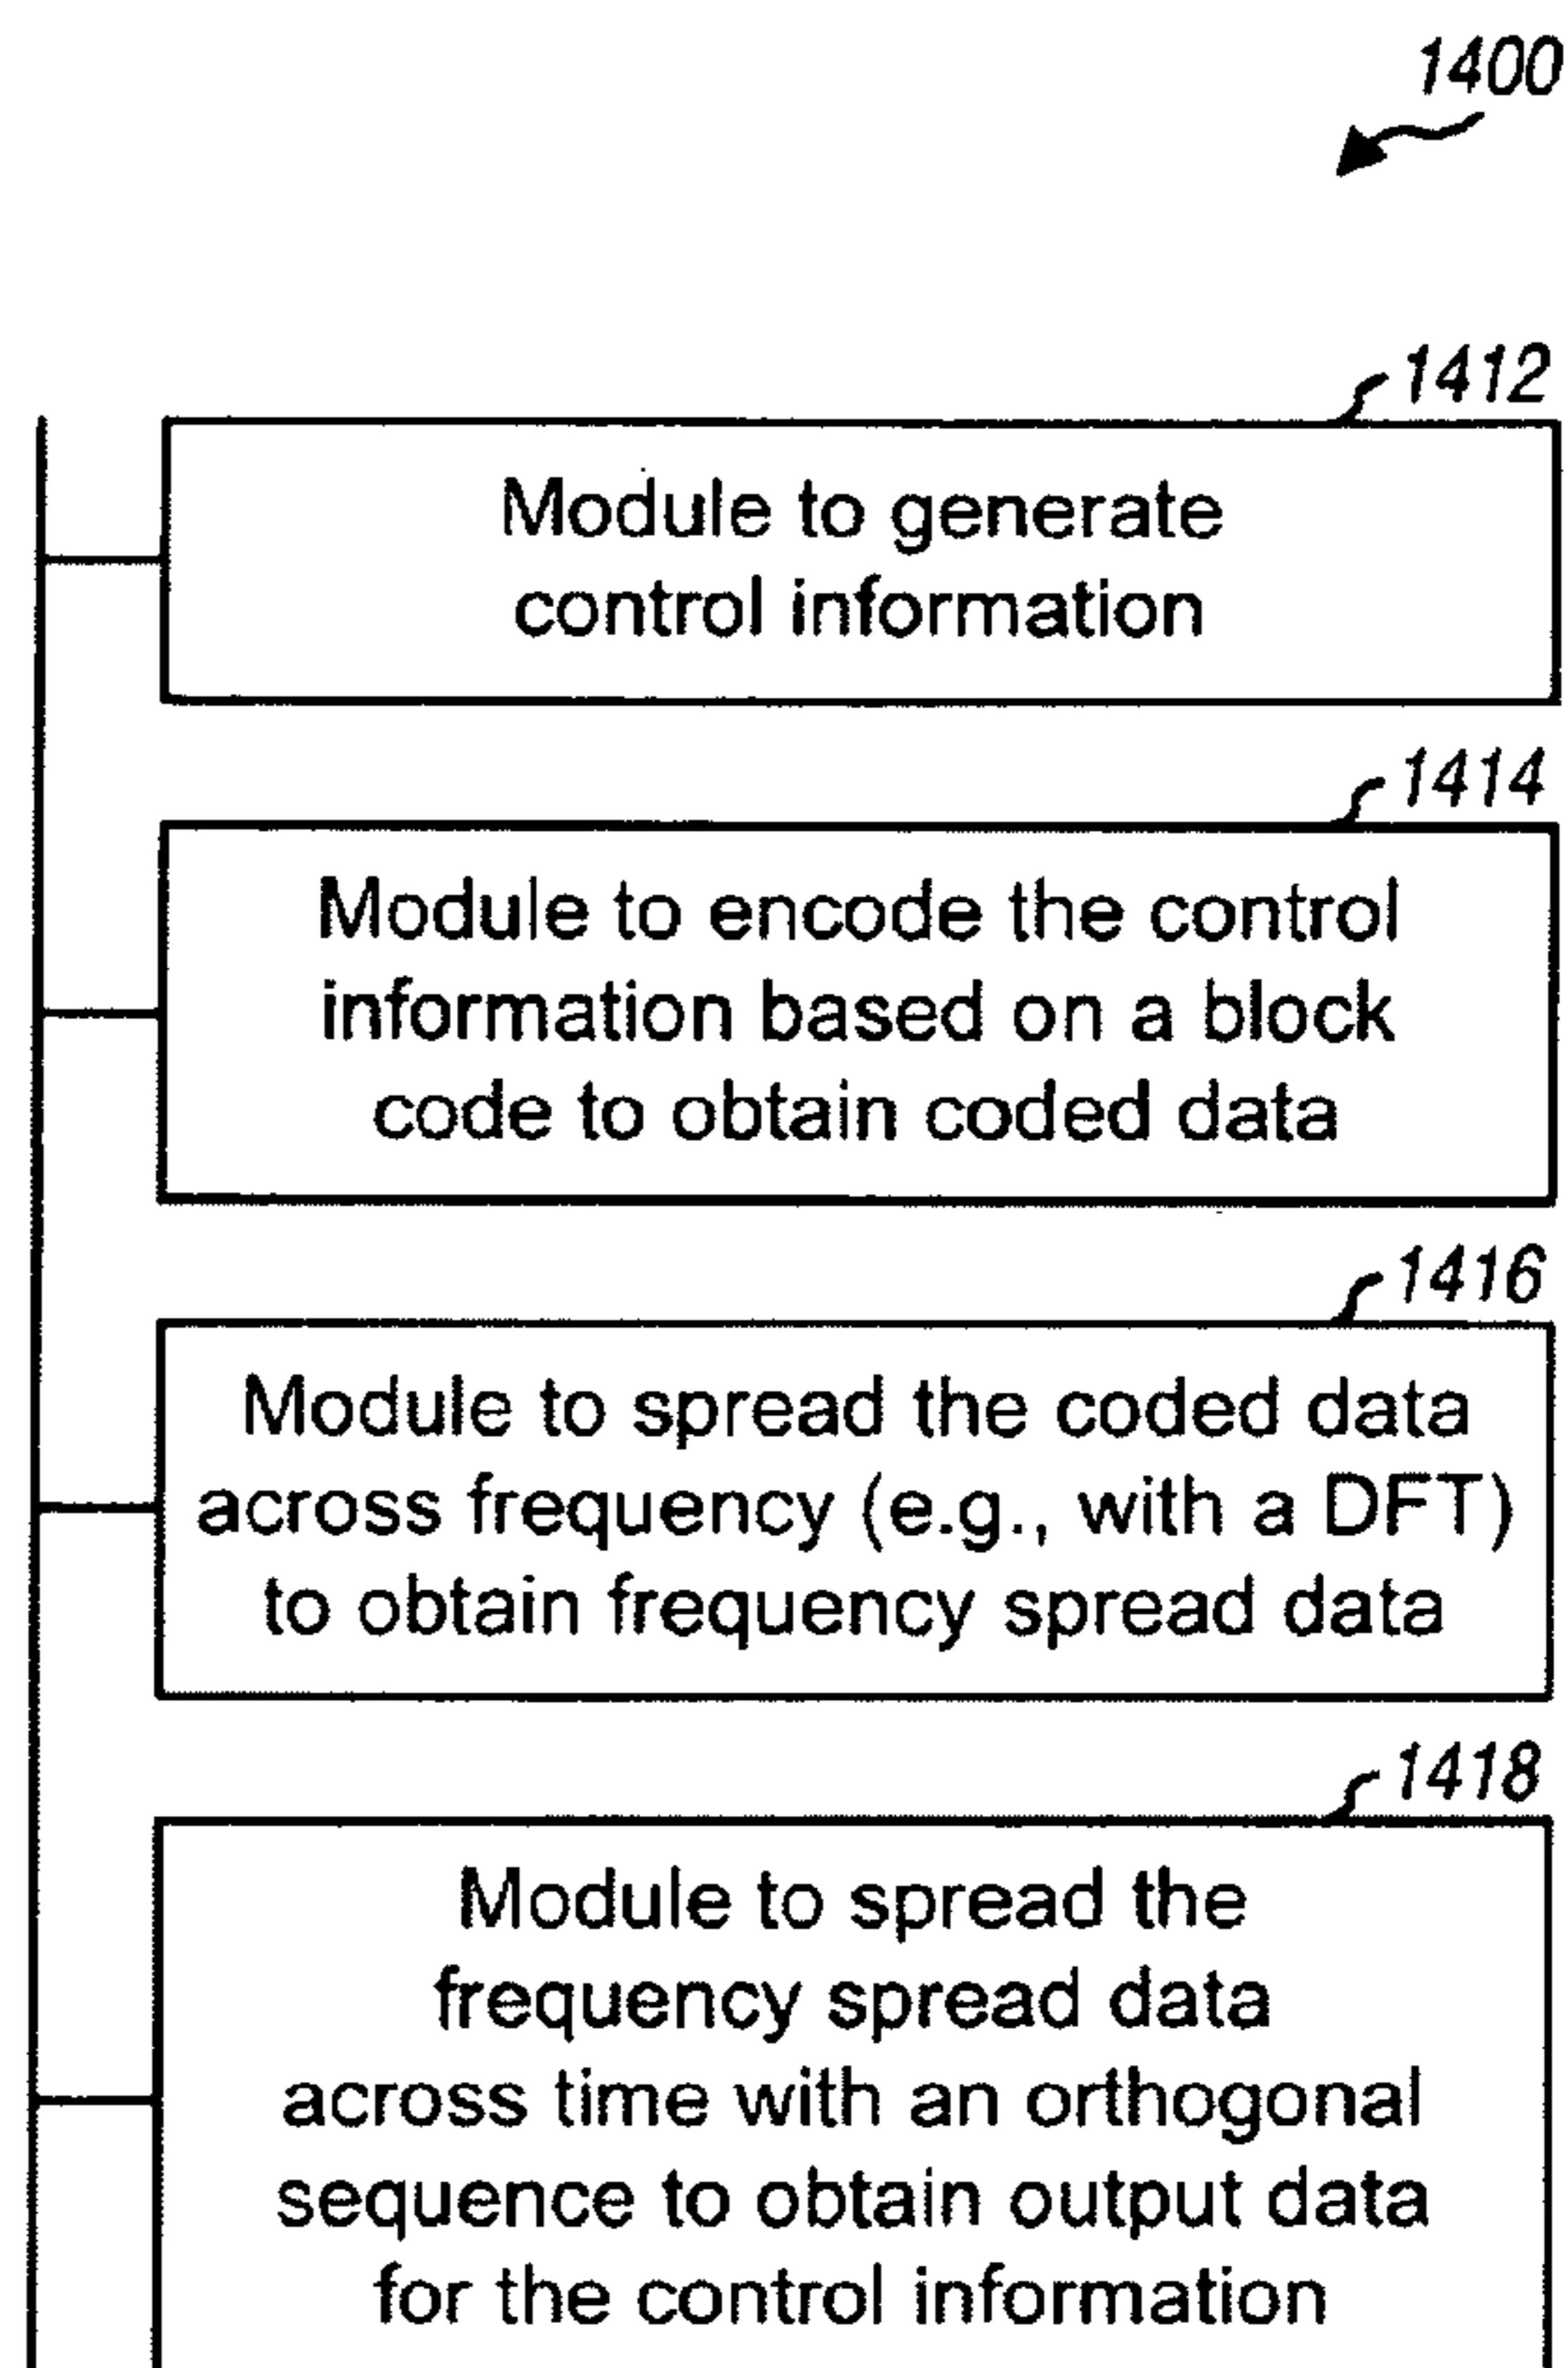 1400
1412
Module to generate
control information
1414
Module to encode the control
information based on a block
code to obtain coded data
1416
Module to spread the coded data
across frequency (e.g., with a DFT)
to obtain frequency spread data
1418
Module to spread the
frequency spread data
across time with an orthogonal
sequence to obtain output data
for the control information